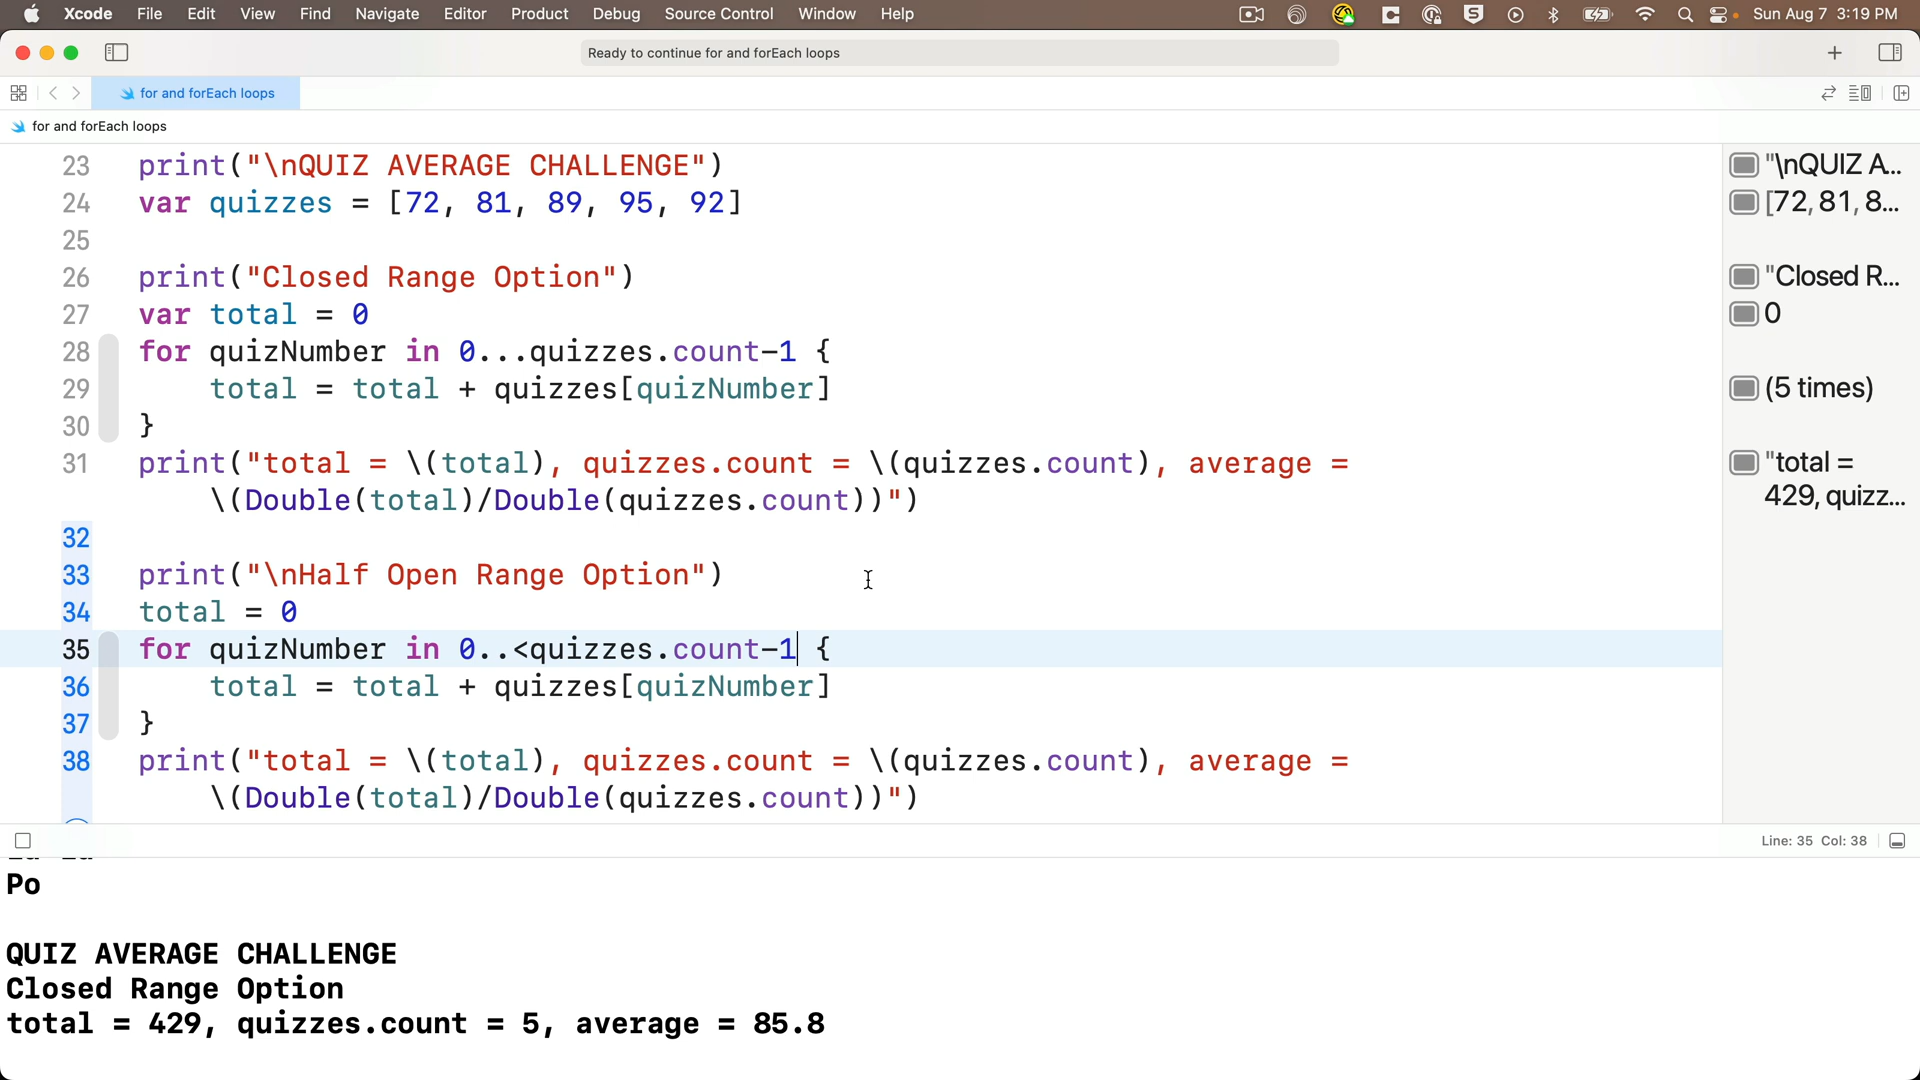 Xcode File Edit View Find Navigate Editor Product Debug Source Control Window Help Sun Aug 7 3:19 PM
Ready to continue for and forEach loops
for and forEach loops
for and forEach loops
23 print("\nQUIZ AVERAGE CHALLENGE")
24 var quizzes = [72, 81, 89, 95, 92]
25
26 print("Closed Range Option")
27 var total = 0
28 for quizNumber in 0...quizzes.count-1 {
29 total = total + quizzes[quizNumber]
30 }
31 print("total = \(total), quizzes.count = \(quizzes.count), average =
\(Double(total)/Double(quizzes.count))")
32
33 print("\nHalf Open Range Option")
34 total = 0
35 for quizNumber in 0..<quizzes.count-1 {
36 total = total + quizzes[quizNumber]
37 }
38 print("total = \(total), quizzes.count = \(quizzes.count), average =
\(Double(total)/Double(quizzes.count))")
"\nQUIZ A...
[72, 81, 8...
"Closed R...
0
(5 times)
"total =
429, quizz...
Line: 35 Col: 38
Po
QUIZ AVERAGE CHALLENGE
Closed Range Option
total = 429, quizzes.count = 5, average = 85.8